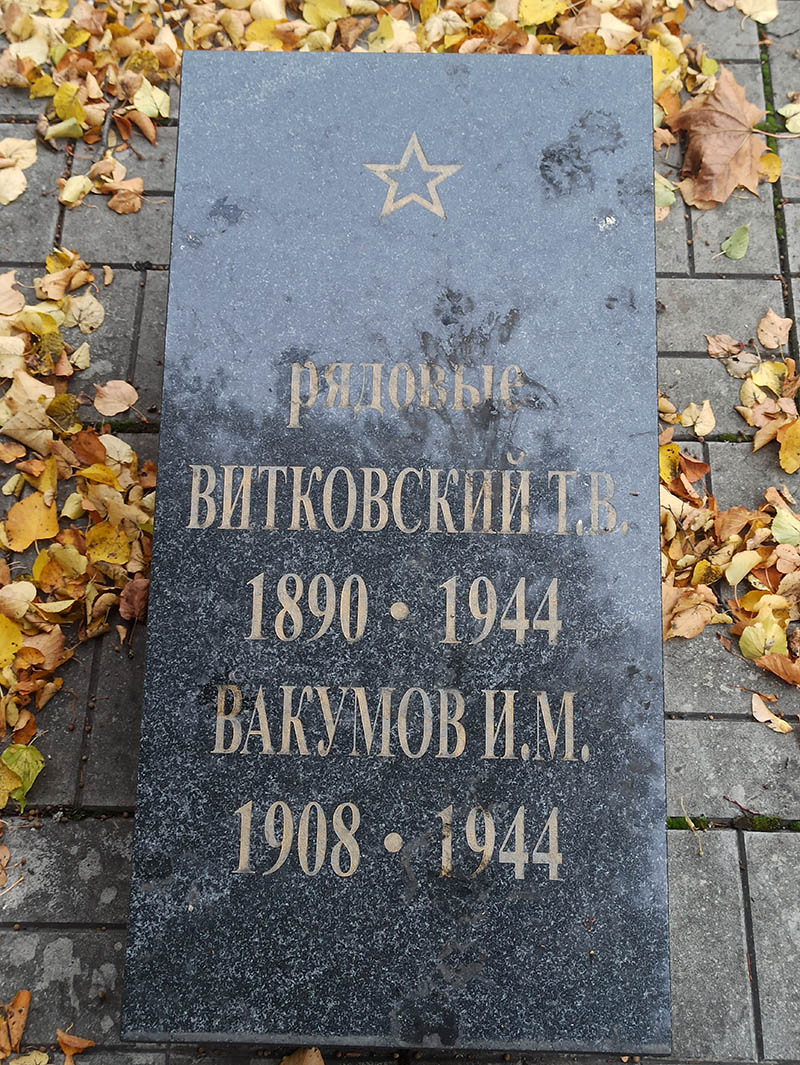 рядовые
ВИТКОВСКИЙ Т.В.
1890 • 1944
ВАКУМОВ И.М.
1908 • 1944